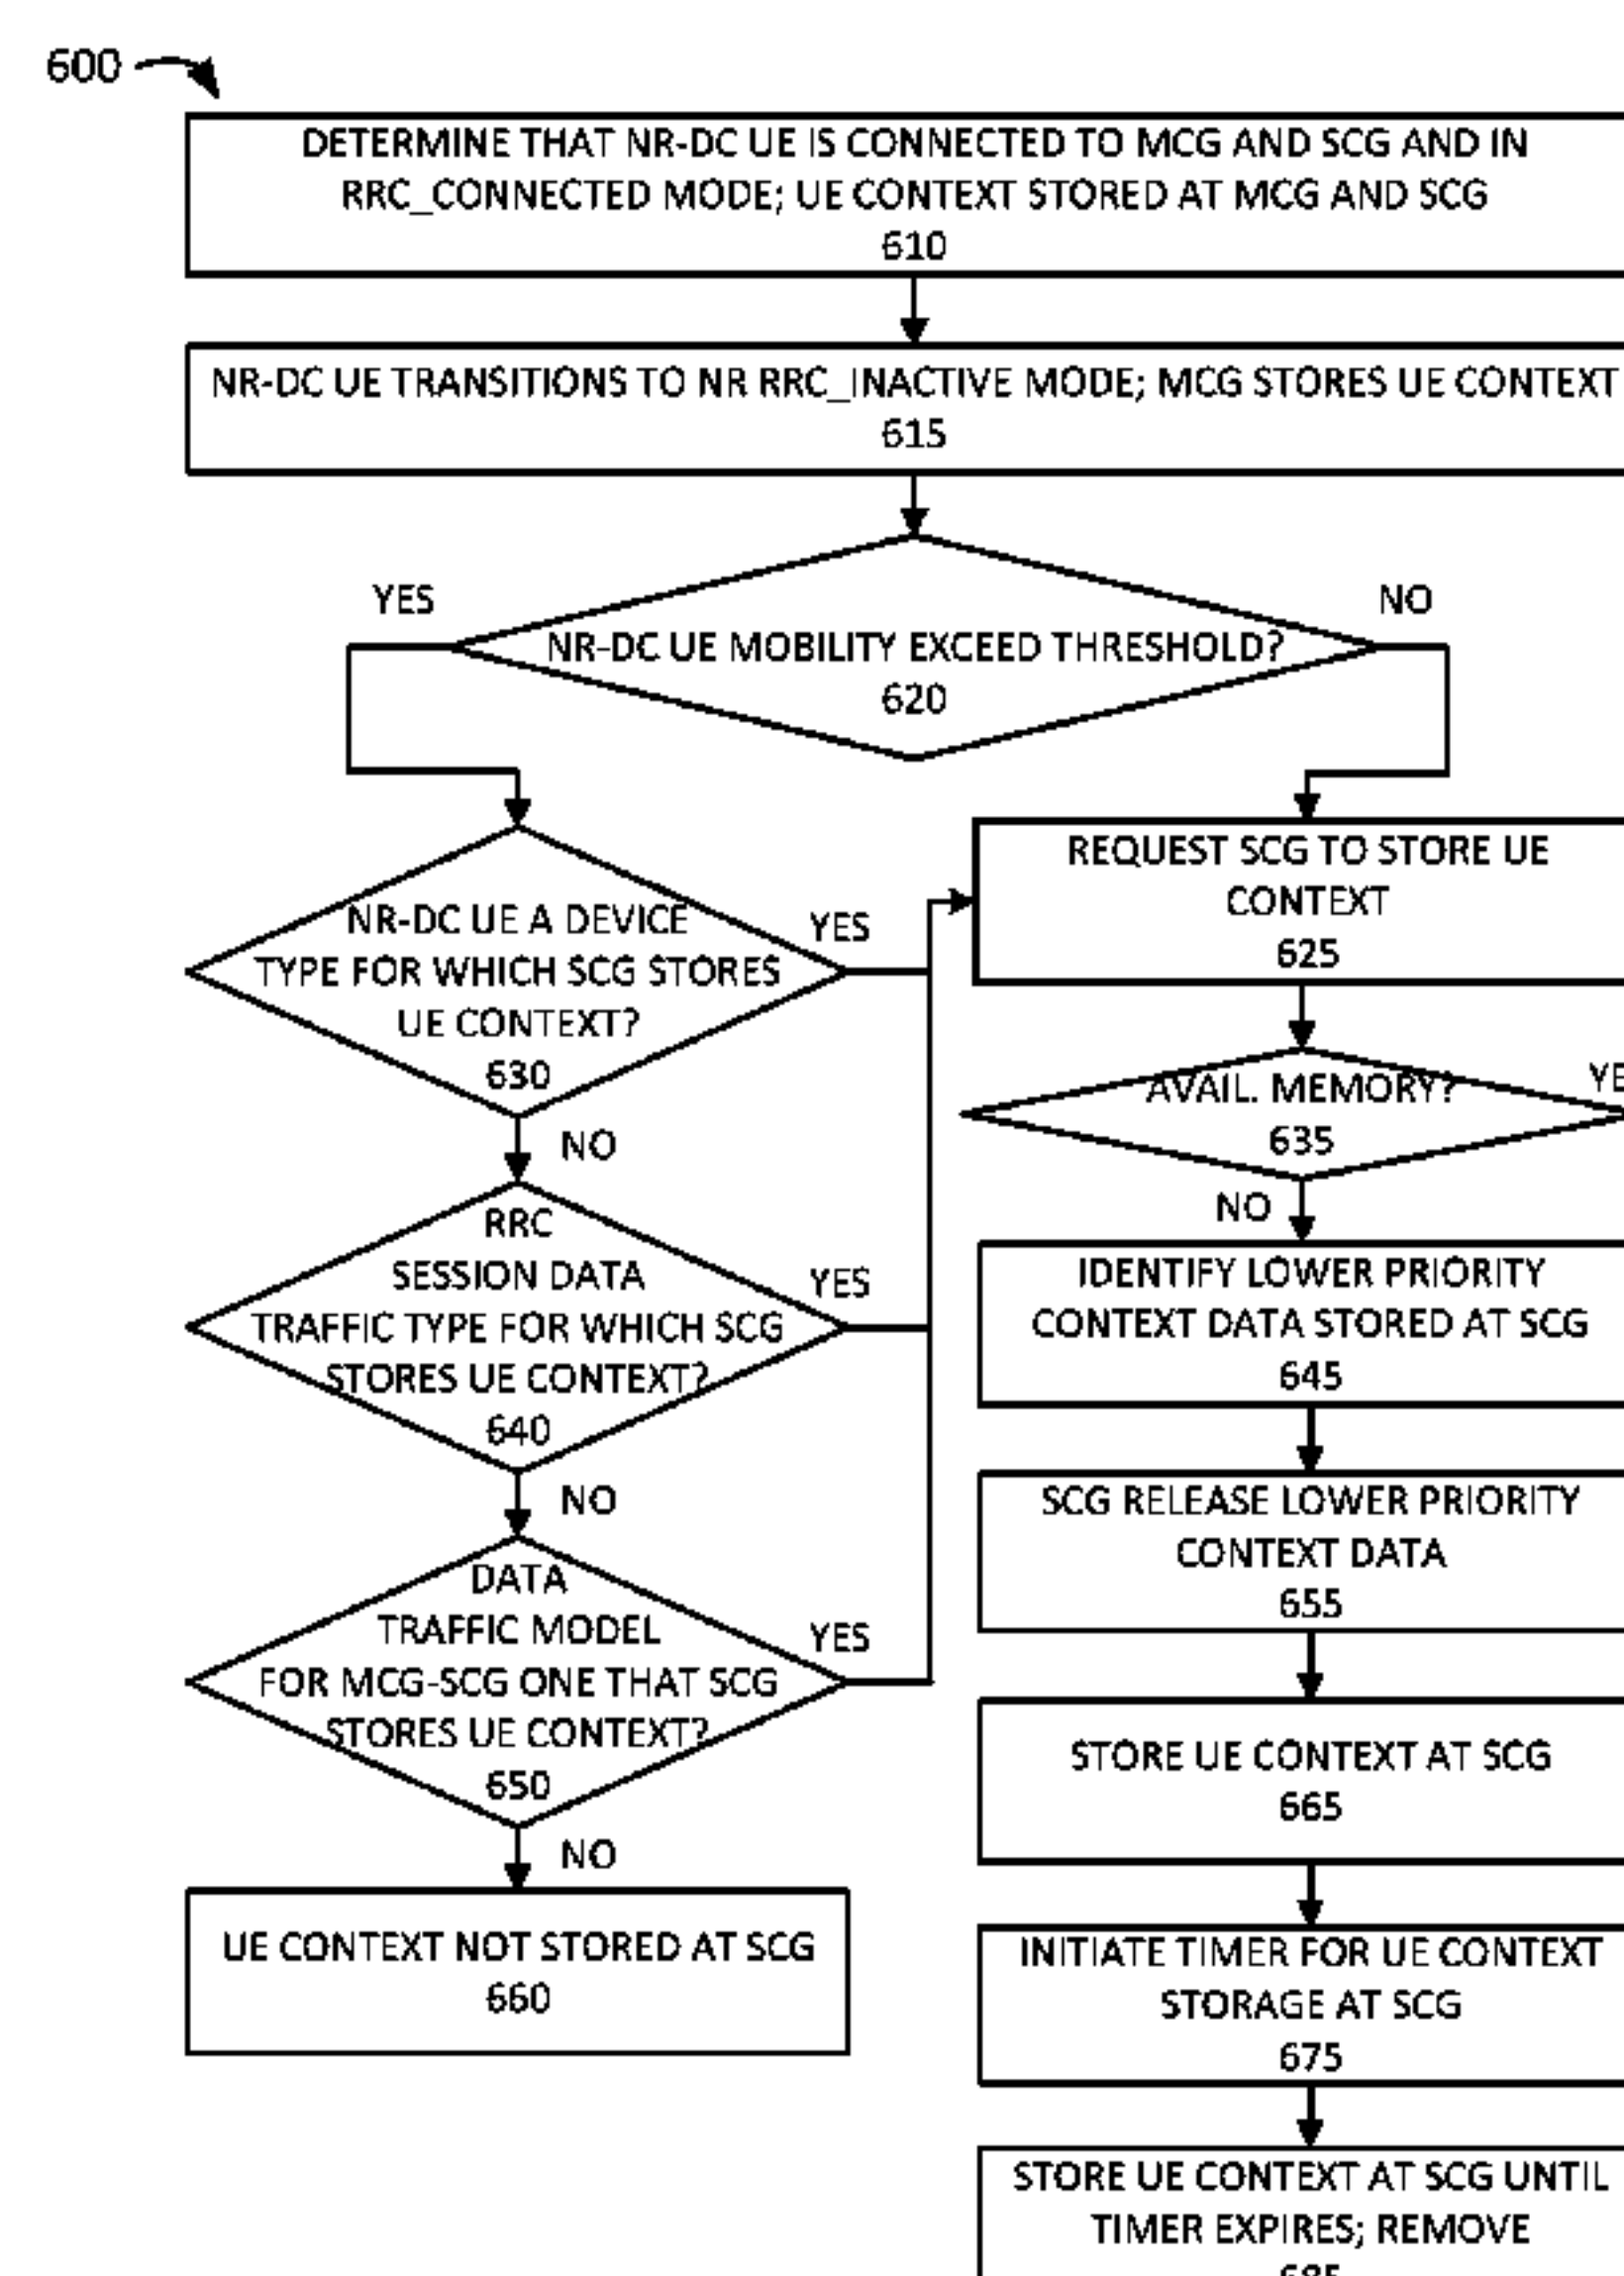 600
DETERMINE THAT NR-DC UE IS CONNECTED TO MCG AND SCG AND IN
RRC_CONNECTED MODE; UE CONTEXT STORED AT MCG AND SCG
610
NR-DC UE TRANSITIONS TO NR RRC_INACTIVE MODE; MCG STORES UE CONTEXT
615
YES
NO
NR-DC UE MOBILITY EXCEED THRESHOLD?
620
NR-DC UE A DEVICE
TYPE FOR WHICH SCG STORES
UE CONTEXT?
630
YES
NO
RRC
SESSION DATA
TRAFFIC TYPE FOR WHICH SCG
STORES UE CONTEXT?
640
YES
NO
DATA
TRAFFIC MODEL
FOR MCG-SCG ONE THAT SCG
STORES UE CONTEXT?
650
YES
NO
UE CONTEXT NOT STORED AT SCG
660
REQUEST SCG TO STORE UE
CONTEXT
625
AVAIL. MEMORY?
635
NO
IDENTIFY LOWER PRIORITY
CONTEXT DATA STORED AT SCG
645
SCG RELEASE LOWER PRIORITY
CONTEXT DATA
655
STORE UE CONTEXT AT SCG
665
INITIATE TIMER FOR UE CONTEXT
STORAGE AT SCG
675
STORE UE CONTEXT AT SCG UNTIL
TIMER EXPIRES; REMOVE